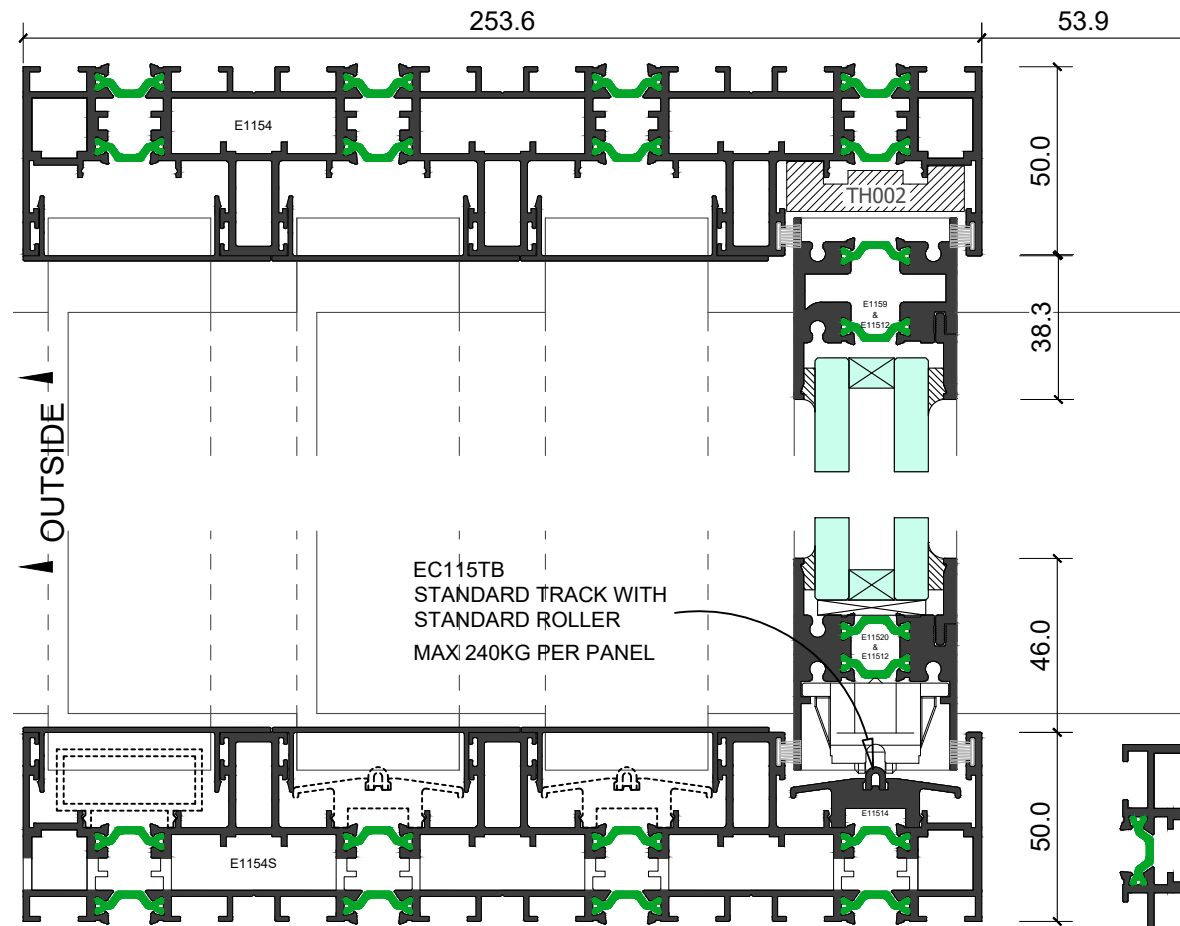 253.6
53.9
E1154
50.0
TH002
E1159
&
E11512
38.3
OUTSIDE
EC115TB
STANDARD TRACK WITH
STANDARD ROLLER
MAX 240KG PER PANEL
E11520
&
E11512
46.0
E11514
50.0
E1154S